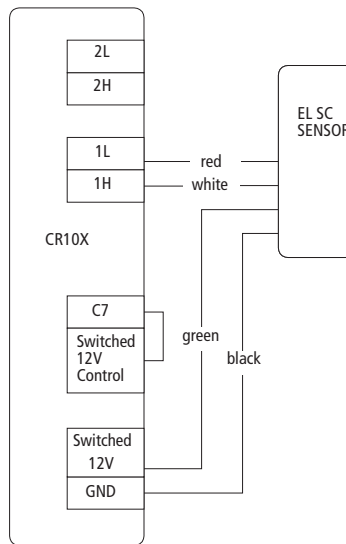 2L
2H
1L
1H
red
white
EL SC
SENSOR
CR10X
C7
Switched
12V
Control
green
black
Switched
12V
GND